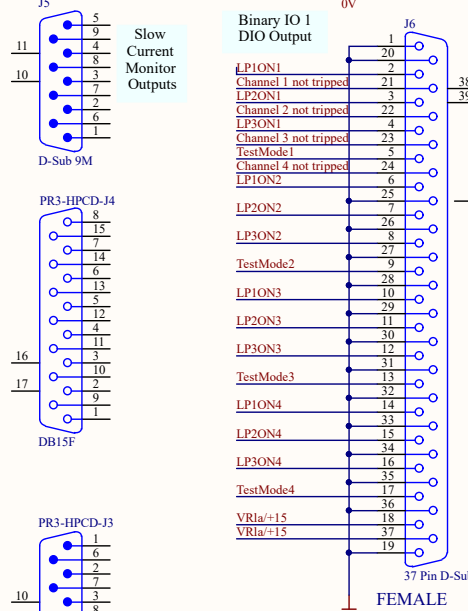 J5
5
9
4
8
3
7
2
6
1
11
10
D-Sub 9M
Slow
Current
Monitor
Outputs
PR3-HPCD-J4
8
15
7
14
6
13
5
12
4
11
3
10
2
9
1
16
17
DB15F
PR3-HPCD-J3
1
6
2
7
3
8
10
Binary IO 1
DIO Output
0V
J6
1
20
LP1ON1 2
Channel 1 not tripped 21
LP2ON1 3
Channel 2 not tripped 22
LP3ON1 4
Channel 3 not tripped 23
TestMode1 5
Channel 4 not tripped 24
LP1ON2 6
25
LP2ON2 7
26
LP3ON2 8
27
TestMode2 9
28
LP1ON3 10
29
LP2ON3 11
30
LP3ON3 12
31
TestMode3 13
32
LP1ON4 14
33
LP2ON4 15
34
LP3ON4 16
35
TestMode4 17
36
VRla/+15 18
VRla/+15 37
19
38
39
37 Pin D-Sub
FEMALE